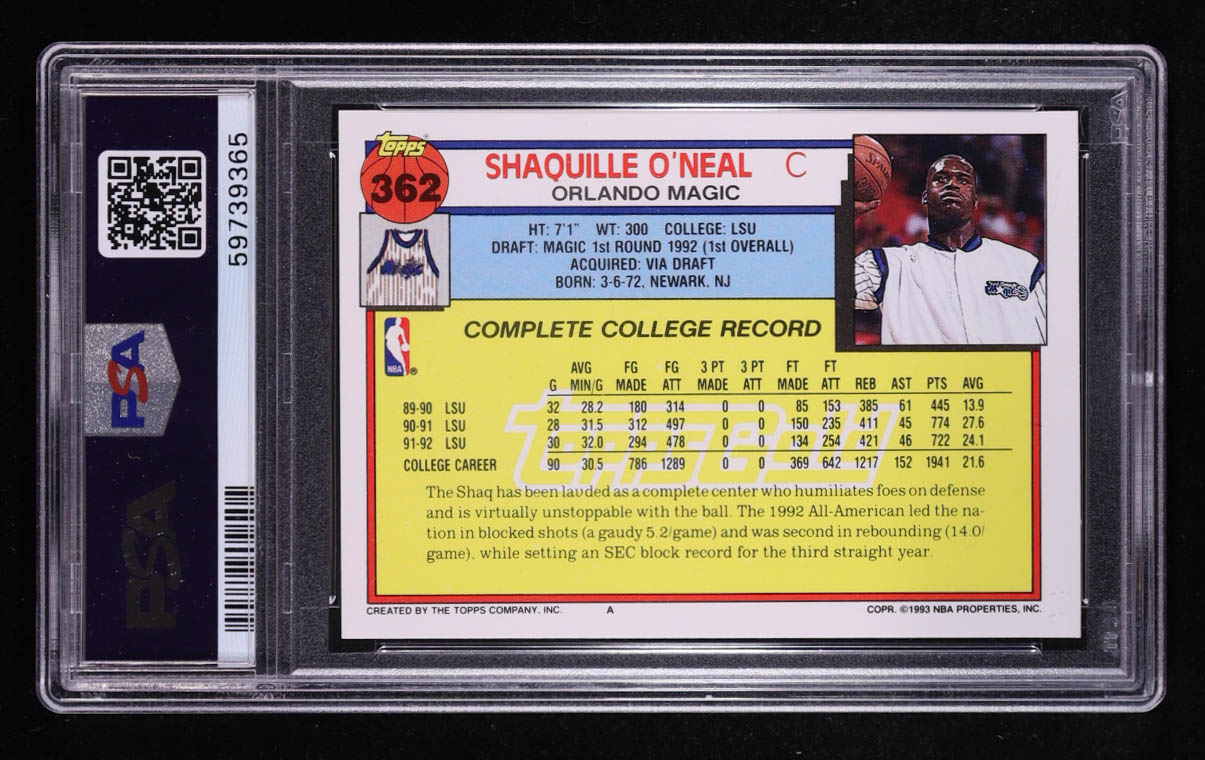 59739365
PSA
PSA
PSA
Topps
362
SHAQUILLE O'NEAL C
ORLANDO MAGIC
HT: 7'1" WT: 300 COLLEGE: LSU
DRAFT: MAGIC 1st ROUND 1992 (1st OVERALL)
ACQUIRED: VIA DRAFT
BORN: 3-6-72, NEWARK, NJ
NBA ®
COMPLETE COLLEGE RECORD
AVG FG FG 3 PT 3 PT FT FT
G MIN/G MADE ATT MADE ATT MADE ATT REB AST PTS AVG
89-90 LSU 32 28.2 180 314 0 0 85 153 385 61 445 13.9
90-91 LSU 28 31.5 312 497 0 0 150 235 411 45 774 27.6
91-92 LSU 30 32.0 294 478 0 0 134 254 421 46 722 24.1
COLLEGE CAREER 90 30.5 786 1289 0 0 369 642 1217 152 1941 21.6
The Shaq has been lauded as a complete center who humiliates foes on defense
and is virtually unstoppable with the ball. The 1992 All-American led the na-
tion in blocked shots (a gaudy 5.2/game) and was second in rebounding (14.0/
game), while setting an SEC block record for the third straight year.
CREATED BY THE TOPPS COMPANY, INC. A COPR. ©1993 NBA PROPERTIES, INC.